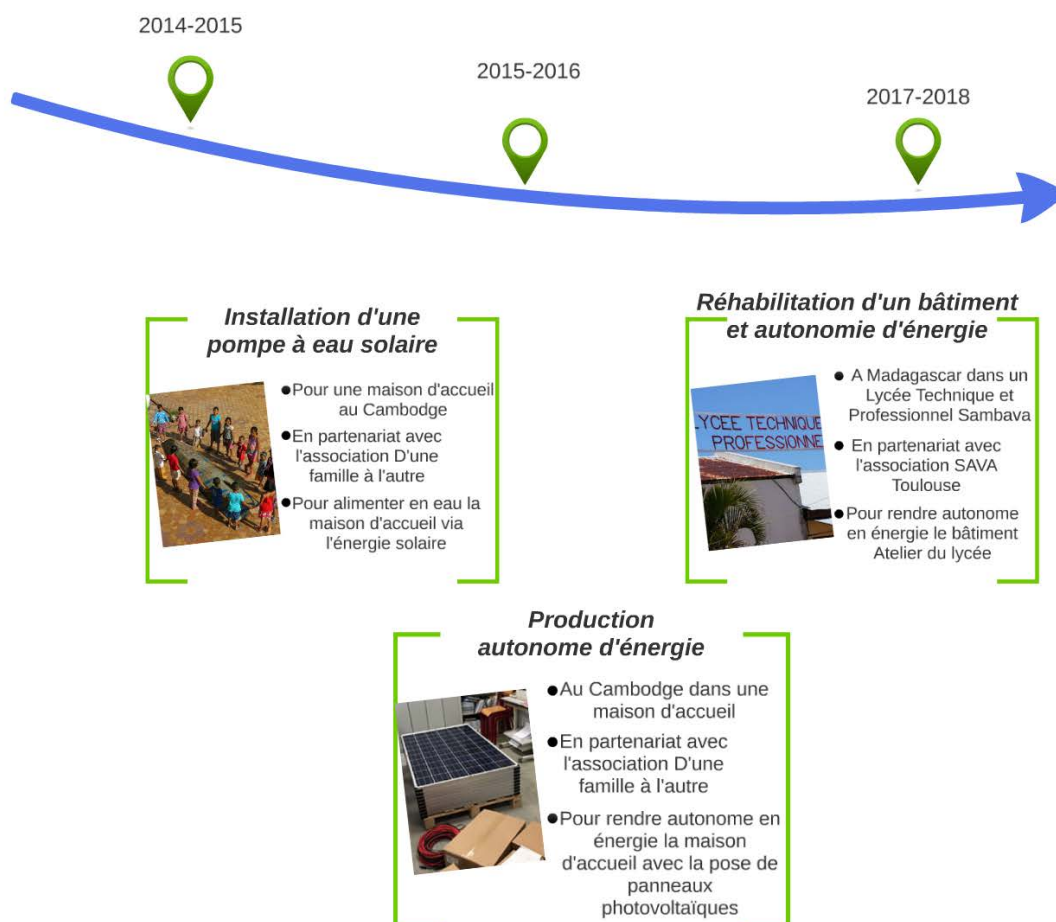 2014-2015
2015-2016
2017-2018
Installation d'une
pompe à eau solaire
●Pour une maison d'accueil
au Cambodge
●En partenariat avec
l'association D'une
famille à l'autre
●Pour alimenter en eau la
maison d'accueil via
l'énergie solaire
Réhabilitation d'un bâtiment
et autonomie d'énergie
● A Madagascar dans un
Lycée Technique et
Professionnel Sambava
● En partenariat avec
l'association SAVA
Toulouse
●Pour rendre autonome
en énergie le bâtiment
Atelier du lycée
LYCEE TECHNIQUE
PROFESSIONNE
Production
autonome d'énergie
●Au Cambodge dans une
maison d'accueil
●En partenariat avec
l'association D'une
famille à l'autre
●Pour rendre autonome en
énergie la maison
d'accueil avec la pose de
panneaux
photovoltaïques